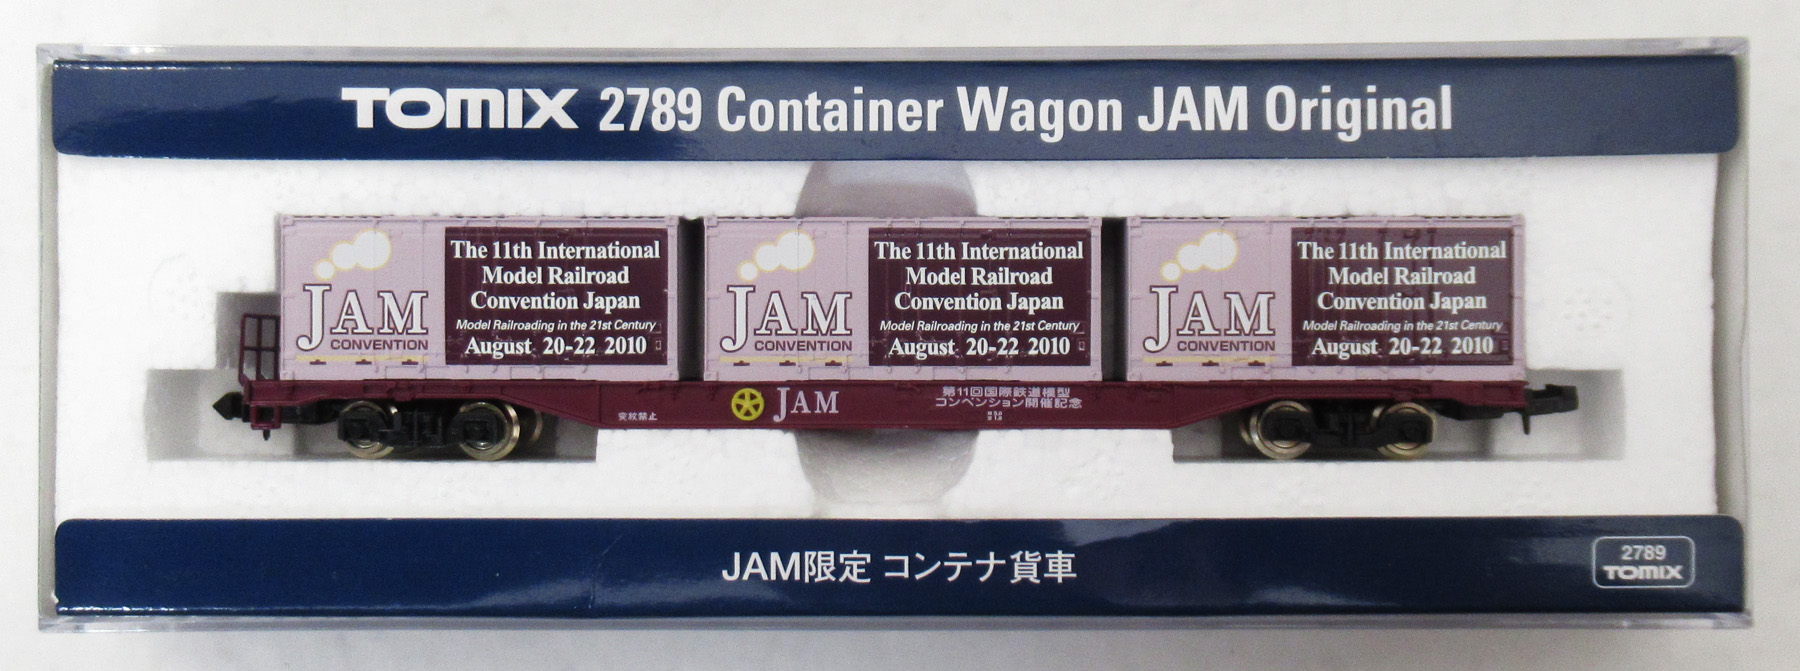 TOMIX 2789 Container Wagon JAM Original
The 11th International
Model Railroad
Convention Japan
Model Railroading in the 21st Century
August 20-22 2010
JAM
CONVENTION
The 11th International
Model Railroad
Convention Japan
Model Railroading in the 21st Century
August 20-22 2010
JAM
CONVENTION
The 11th International
Model Railroad
Convention Japan
Model Railroading in the 21st Century
August 20-22 2010
JAM
CONVENTION
突放禁止
JAM
第11回国際鉄道模型
コンベンション開催記念
JAM限定 コンテナ貨車
2789
TOMIX